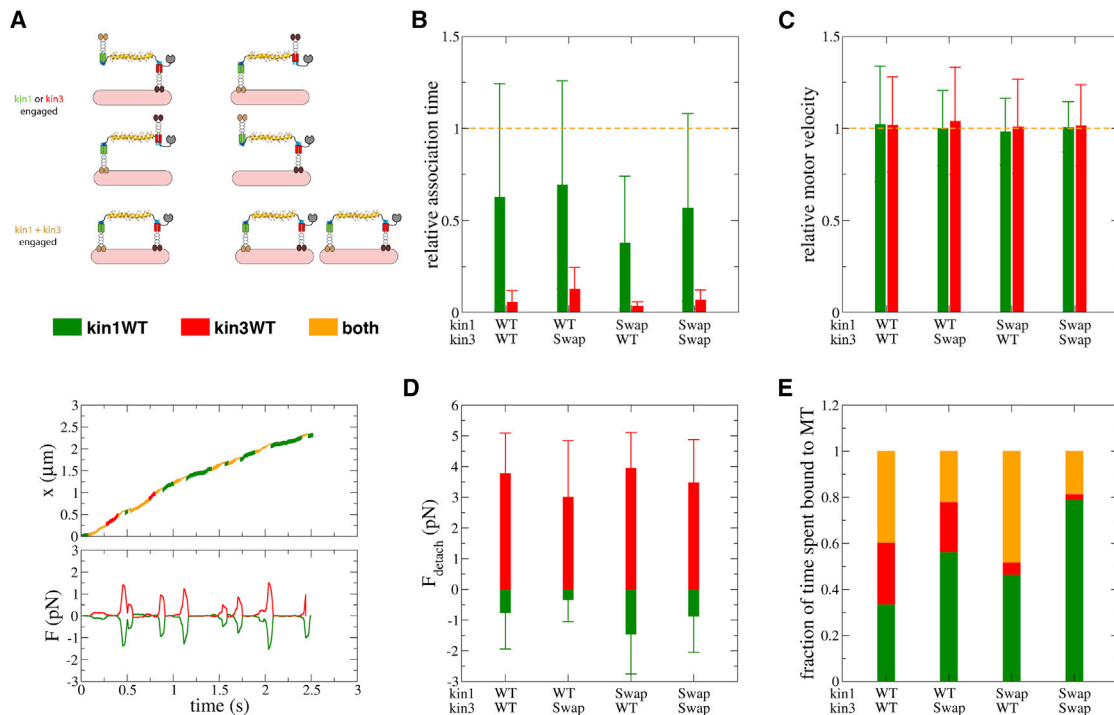 A
kin1 or kin3
engaged
kin1 + kin3
engaged
kin1WT
kin3WT
both
x (μm)
3
2.5
2
1.5
1
0.5
0
F (pN)
3
2
1
0
-1
-2
-3
0
0.5
1
1.5
2
2.5
3
time (s)
B
relative association time
1.5
1
0.5
0
kin1 WT WT Swap Swap
kin3 WT Swap WT Swap
C
relative motor velocity
1.5
1
0.5
0
kin1 WT WT Swap Swap
kin3 WT Swap WT Swap
D
Fdetach (pN)
6
5
4
3
2
1
0
-1
-2
-3
kin1 WT WT Swap Swap
kin3 WT Swap WT Swap
E
fraction of time spent bound to MT
1.2
1
0.8
0.6
0.4
0.2
0
kin1 WT WT Swap Swap
kin3 WT Swap WT Swap